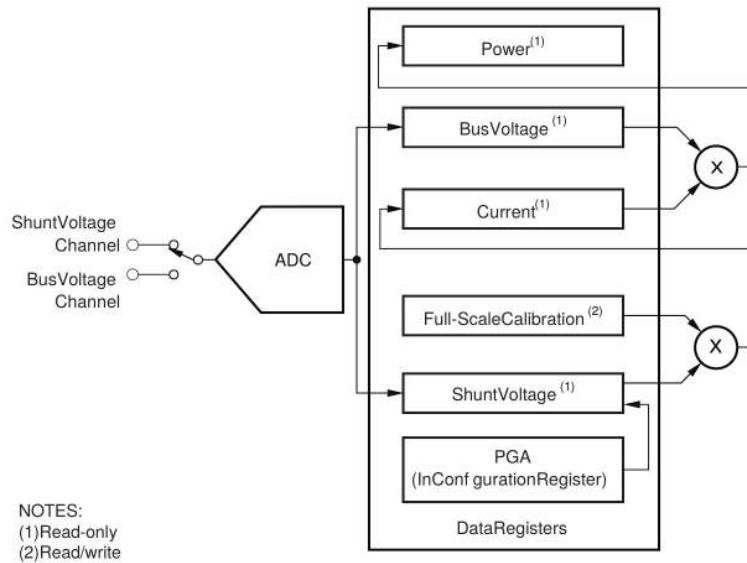 Power(1)
BusVoltage (1)
X
Current(1)
ShuntVoltage
Channel
ADC
BusVoltage
Channel
Full-ScaleCalibration (2)
X
ShuntVoltage (1)
PGA
(InConf gurationRegister)
DataRegisters
NOTES:
(1)Read-only
(2)Read/write